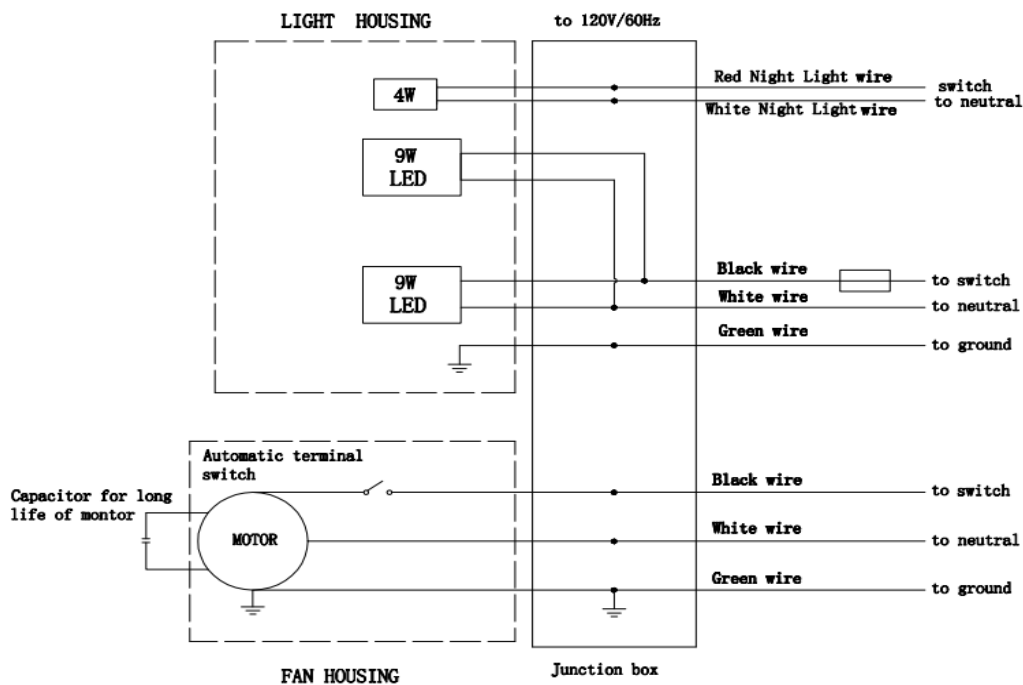 LIGHT HOUSING
to 120V/60Hz
4W
Red Night Light wire
switch
White Night Light wire
to neutral
9W
LED
9W
LED
Black wire
to switch
White wire
to neutral
Green wire
to ground
Automatic terminal
switch
Capacitor for long
life of montor
MOTOR
Black wire
to switch
White wire
to neutral
Green wire
to ground
FAN HOUSING
Junction box